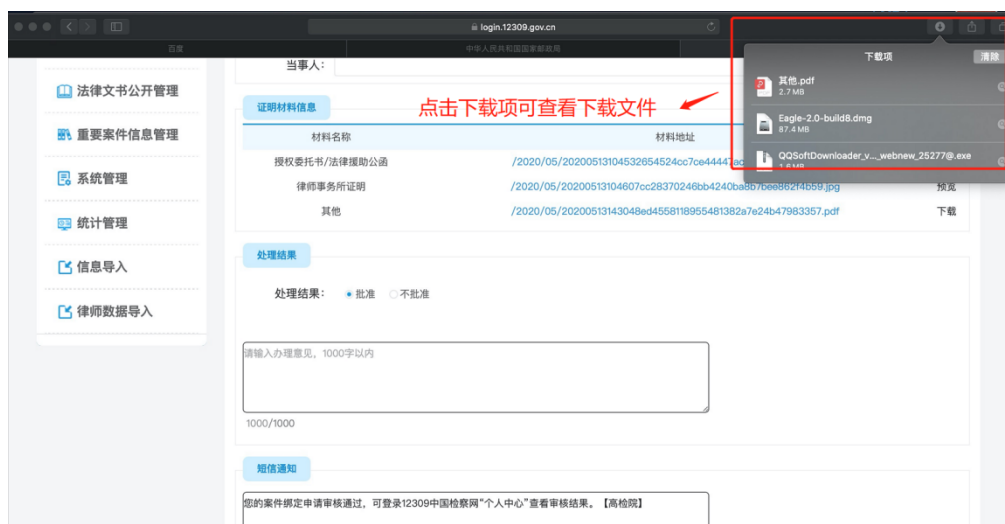 login.12309.gov.cn
百度
中华人民共和国国家邮政局
下载项
清除
其他.pdf
2.7 MB
Eagle-2.0-build8.dmg
87.4 MB
QQSoftDownloader_v..._webnew_25277@.exe
1.6 MB
点击下载项可查看下载文件
法律文书公开管理
重要案件信息管理
系统管理
统计管理
信息导入
律师数据导入
当事人：
证明材料信息
材料名称 材料地址
授权委托书/法律援助公函 /2020/05/20200513104532654524cc7ce44447ac
律师事务所证明 /2020/05/20200513104607cc28370246bb4240ba8b7bee862f4b59.jpg 预览
其他 /2020/05/20200513143048ed4558118955481382a7e24b47983357.pdf 下载
处理结果
处理结果： 批准 不批准
请输入办理意见，1000字以内
1000/1000
短信通知
您的案件绑定申请审核通过，可登录12309中国检察网“个人中心”查看审核结果。【高检院】